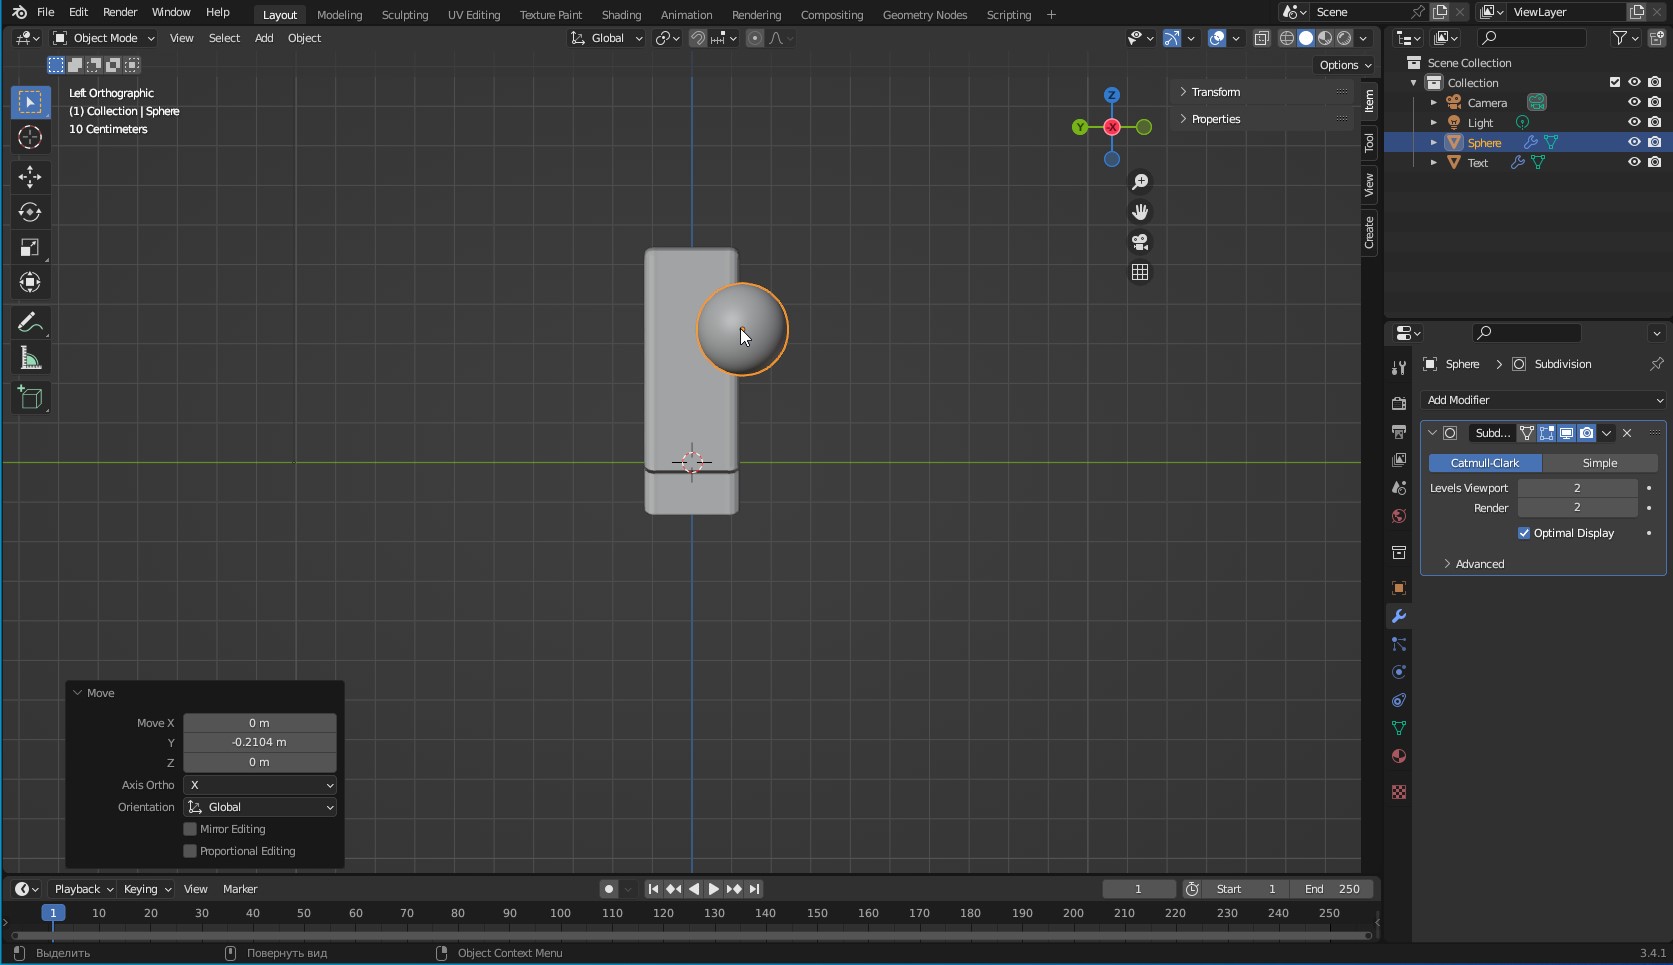 File Edit Render Window Help Layout Modeling Sculpting UV Editing Texture Paint Shading Animation Rendering Compositing Geometry Nodes Scripting + Scene ViewLayer
Object Mode View Select Add Object Global
Options
Left Orthographic
(1) Collection | Sphere
10 Centimeters
Z
Y
-X
Transform
Properties
Item
Tool
View
Create
Scene Collection
Collection
Camera
Light
Sphere
Text
Sphere > Subdivision
Add Modifier
Subd...
Catmull-Clark Simple
Levels Viewport 2
Render 2
Optimal Display
Advanced
Move
Move X 0 m
Y -0.2104 m
Z 0 m
Axis Ortho X
Orientation Global
Mirror Editing
Proportional Editing
Playback Keying View Marker 1 Start 1 End 250
1 10 20 30 40 50 60 70 80 90 100 110 120 130 140 150 160 170 180 190 200 210 220 230 240 250
Выделить Повернуть вид Object Context Menu 3.4.1